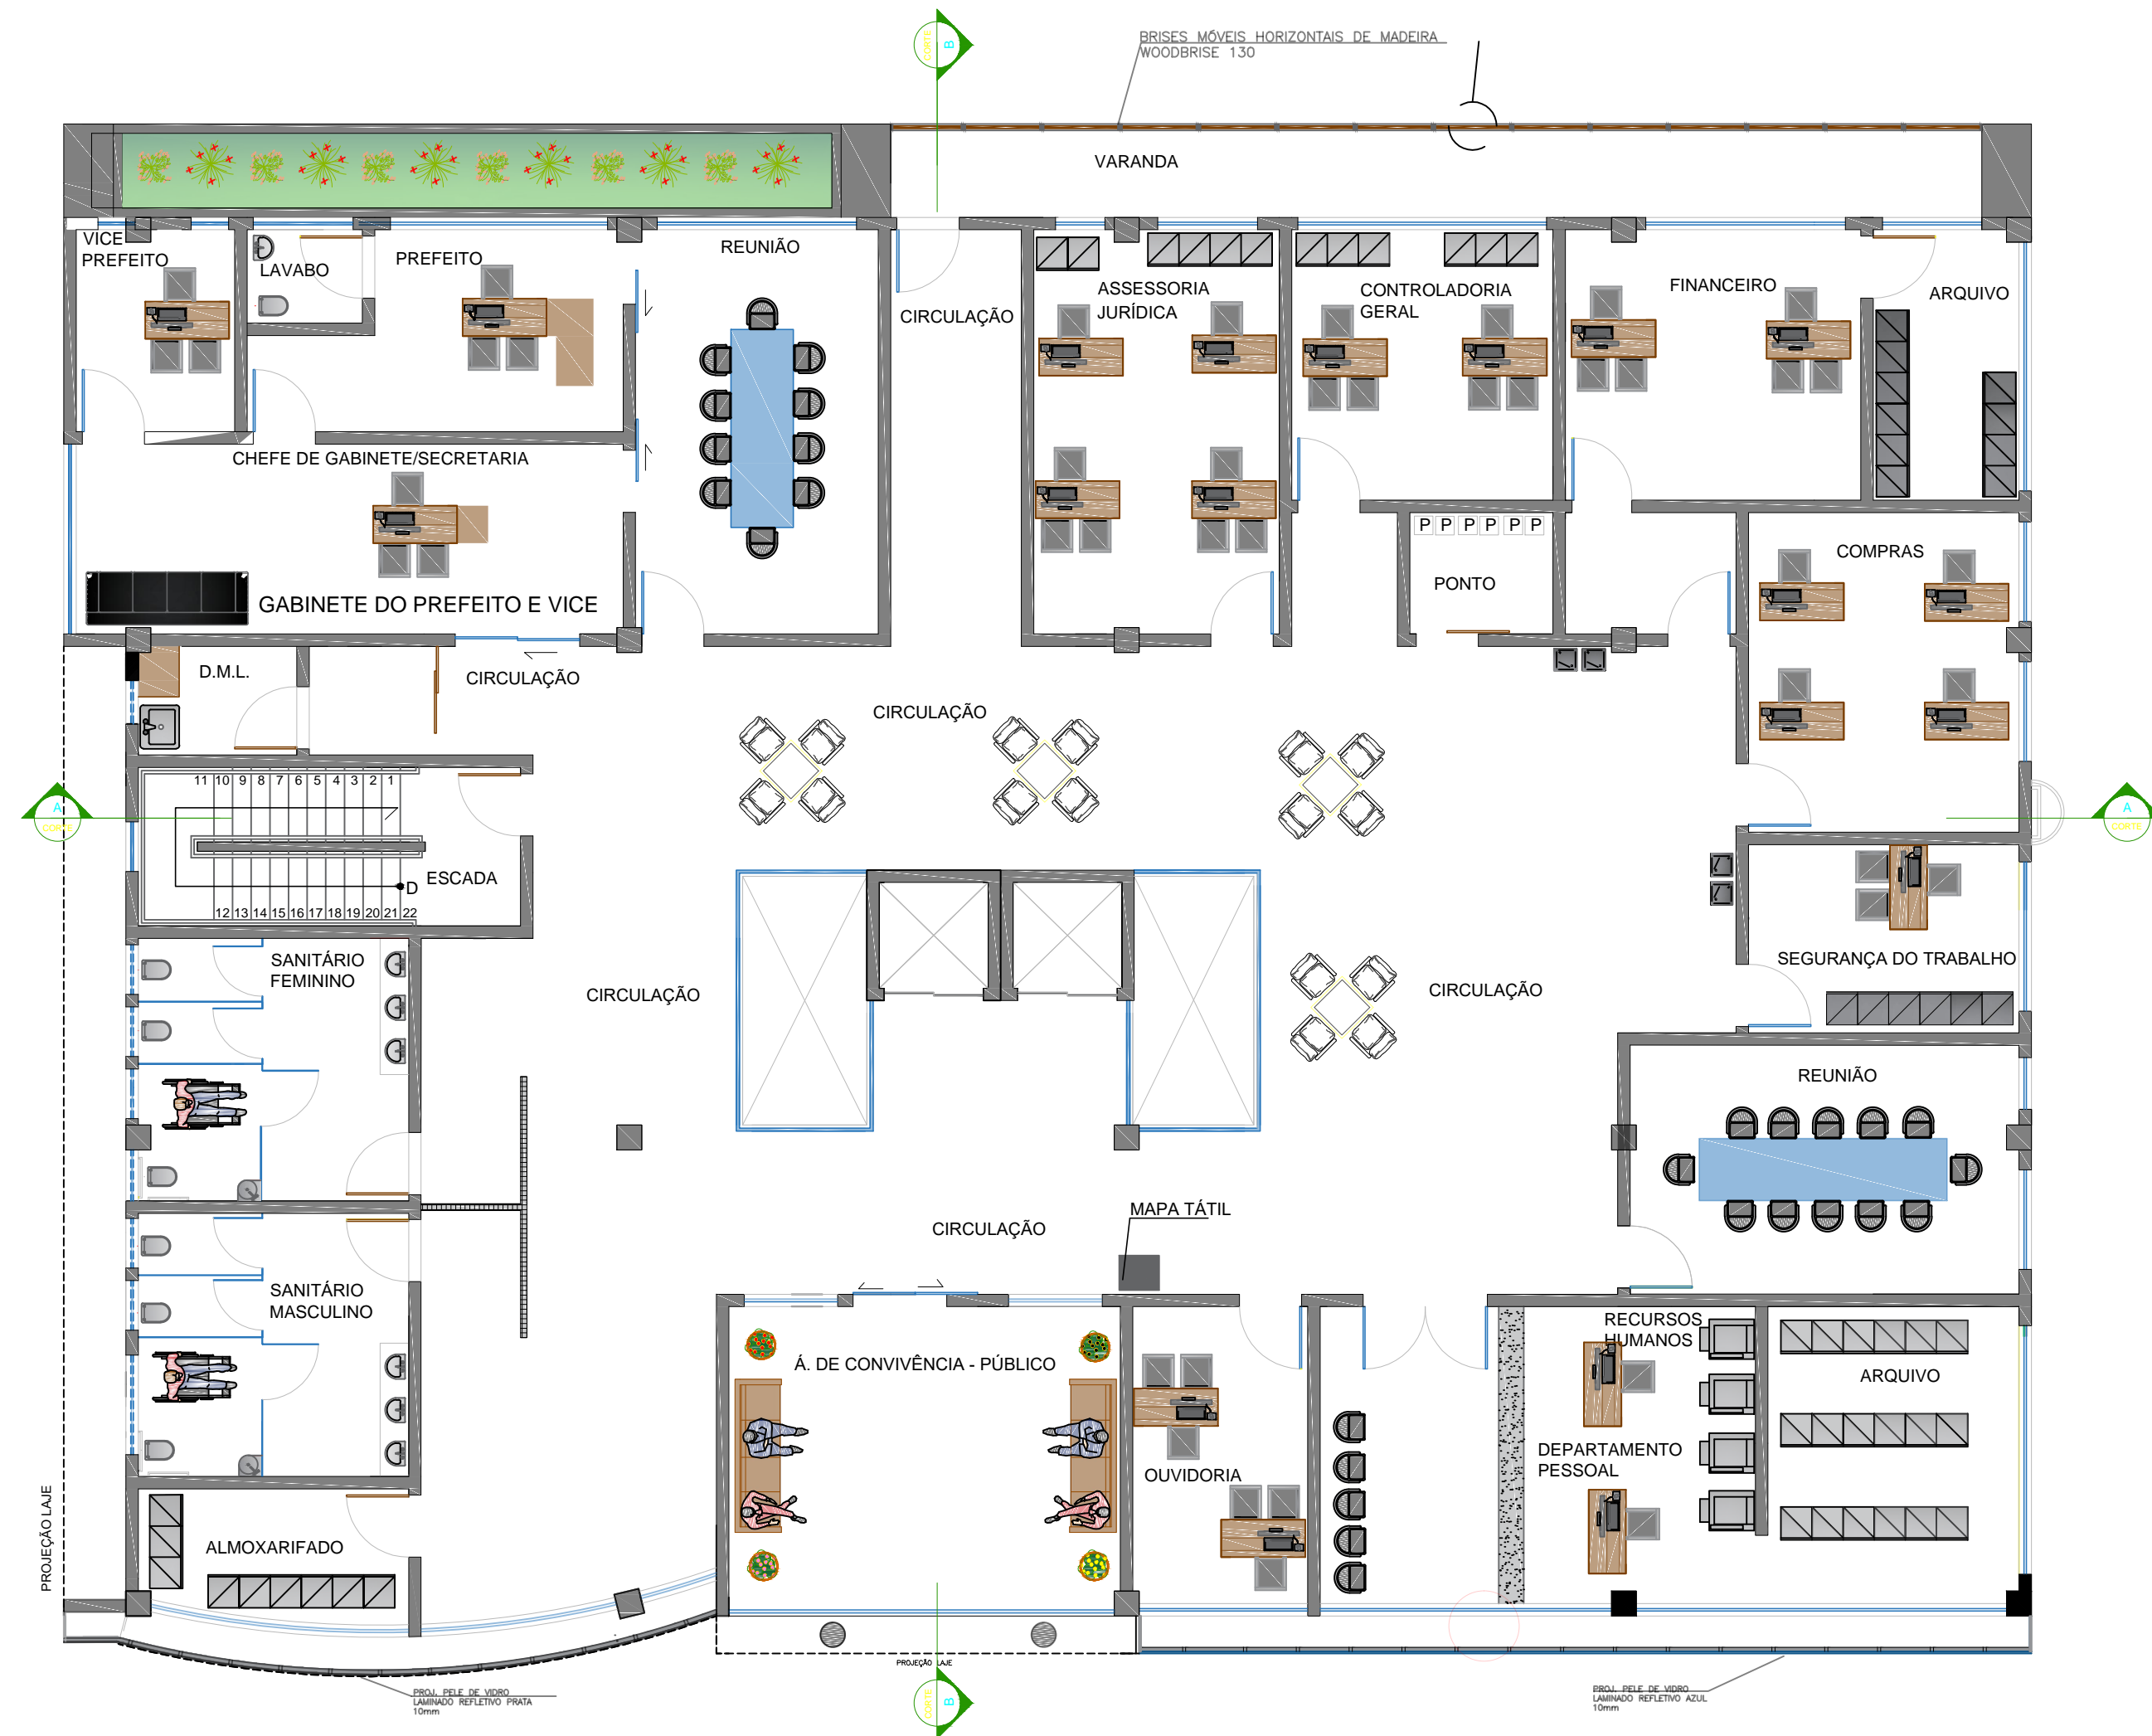 BRISES MÓVEIS HORIZONTAIS DE MADEIRA
WOODBRISE 130
CORTE
B
VARANDA
VICE
PREFEITO
LAVABO
PREFEITO
REUNIÃO
CIRCULAÇÃO
ASSESSORIA
JURÍDICA
CONTROLADORIA
GERAL
FINANCEIRO
ARQUIVO
CHEFE DE GABINETE/SECRETARIA
GABINETE DO PREFEITO E VICE
P P P P P P
PONTO
COMPRAS
D.M.L.
CIRCULAÇÃO
CIRCULAÇÃO
11 10 9 8 7 6 5 4 3 2 1
A
CORTE
A
CORTE
D
ESCADA
12 13 14 15 16 17 18 19 20 21 22
SANITÁRIO
FEMININO
CIRCULAÇÃO
CIRCULAÇÃO
SEGURANÇA DO TRABALHO
REUNIÃO
MAPA TÁTIL
CIRCULAÇÃO
SANITÁRIO
MASCULINO
Á. DE CONVIVÊNCIA - PÚBLICO
RECURSOS
HUMANOS
ARQUIVO
OUVIDORIA
DEPARTAMENTO
PESSOAL
PROJEÇÃO LAJE
ALMOXARIFADO
PROJEÇÃO LAJE
PROJ. PELE DE VIDRO
LAMINADO REFLETIVO PRATA
10mm
CORTE
B
PROJ. PELE DE VIDRO
LAMINADO REFLETIVO AZUL
10mm